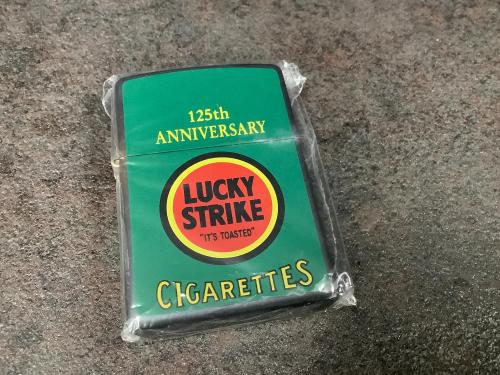 125th
ANNIVERSARY
LUCKY
STRIKE
"IT'S TOASTED"
CIGARETTES